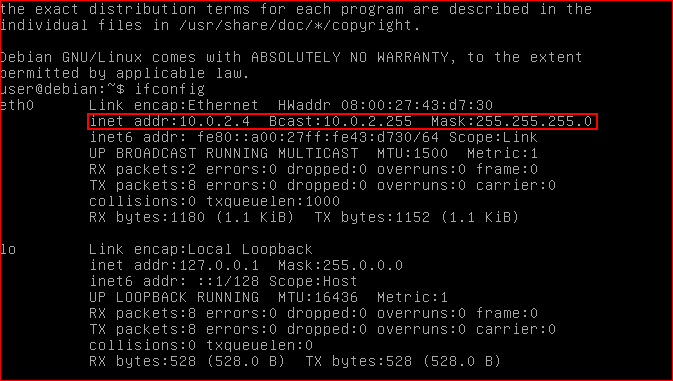 the exact distribution terms for each program are described in the
individual files in /usr/share/doc/*/copyright.
Debian GNU/Linux comes with ABSOLUTELY NO WARRANTY, to the extent
permitted by applicable law.
user@debian:~$ ifconfig
eth0 Link encap:Ethernet HWaddr 08:00:27:43:d7:30
inet addr:10.0.2.4 Bcast:10.0.2.255 Mask:255.255.255.0
inet6 addr: fe80::a00:27ff:fe43:d730/64 Scope:Link
UP BROADCAST RUNNING MULTICAST MTU:1500 Metric:1
RX packets:2 errors:0 dropped:0 overruns:0 frame:0
TX packets:8 errors:0 dropped:0 overruns:0 carrier:0
collisions:0 txqueuelen:1000
RX bytes:1180 (1.1 KiB) TX bytes:1152 (1.1 KiB)
lo Link encap:Local Loopback
inet addr:127.0.0.1 Mask:255.0.0.0
inet6 addr: ::1/128 Scope:Host
UP LOOPBACK RUNNING MTU:16436 Metric:1
RX packets:8 errors:0 dropped:0 overruns:0 frame:0
TX packets:8 errors:0 dropped:0 overruns:0 carrier:0
collisions:0 txqueuelen:0
RX bytes:528 (528.0 B) TX bytes:528 (528.0 B)